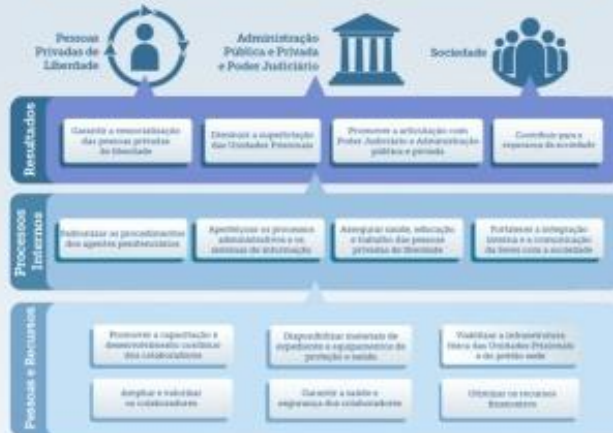 Pessoas
Privadas de
Liberdade
Administração
Pública e Privada
e Poder Judiciário
Sociedade
Resultados
Garantir a ressocialização
das pessoas privadas
de liberdade
Diminuir a superlotação
das Unidades Prisionais
Promover a articulação com
Poder Judiciário e Administração
pública e privada
Contribuir para a
segurança da sociedade
Processos
Internos
Padronizar os procedimentos
dos agentes penitenciários
Aperfeiçoar os processos
administrativos e os
sistemas de informação
Assegurar saúde, educação
e trabalho das pessoas
privadas de liberdade
Fortalecer a integração
interna e a comunicação
da com a sociedade
Pessoas e Recursos
Promover a capacitação e
desenvolvimento contínuo
dos colaboradores
Disponibilizar materiais de
expediente e equipamentos de
proteção e saúde.
Viabilizar a infraestrutura
física das Unidades Prisionais
e do prédio sede
Ampliar e valorizar
os colaboradores
Garantir a saúde e
segurança dos colaboradores
Otimizar os recursos
financeiros